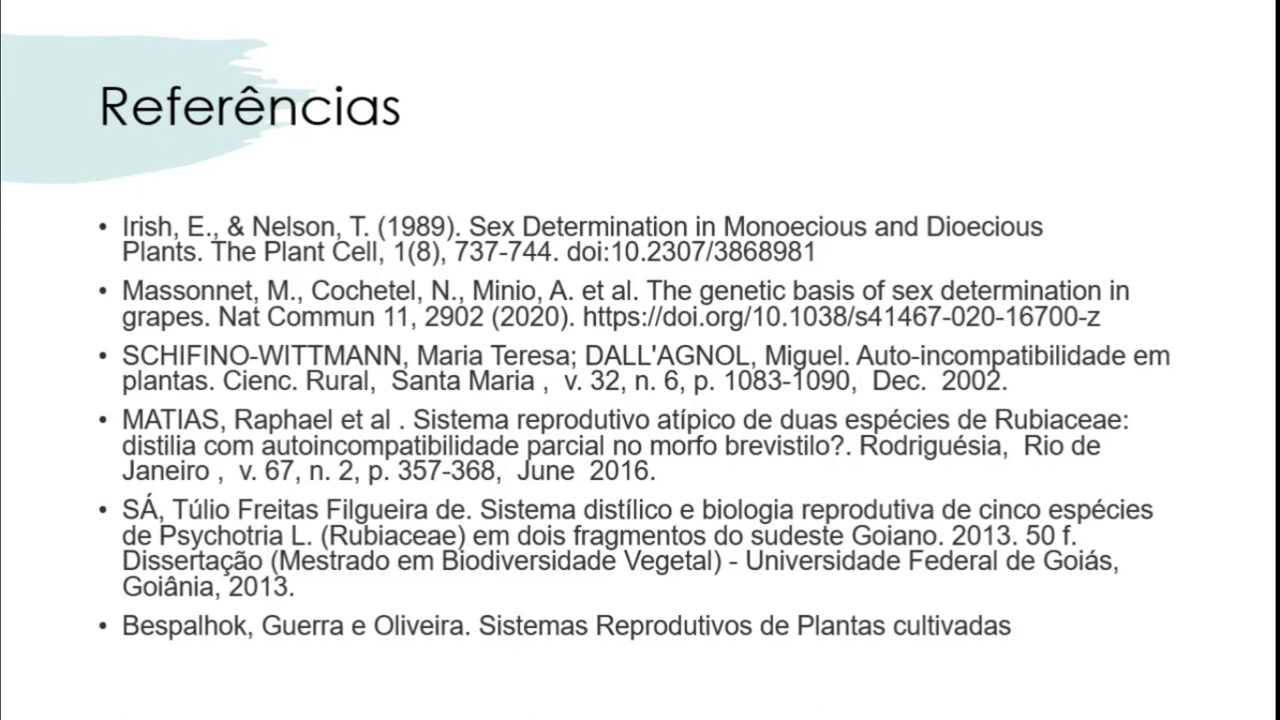 Referências
• Irish, E., & Nelson, T. (1989). Sex Determination in Monoecious and Dioecious
Plants. The Plant Cell, 1(8), 737-744. doi:10.2307/3868981
• Massonnet, M., Cochetel, N., Minio, A. et al. The genetic basis of sex determination in
grapes. Nat Commun 11, 2902 (2020). https://doi.org/10.1038/s41467-020-16700-z
• SCHIFINO-WITTMANN, Maria Teresa; DALL'AGNOL, Miguel. Auto-incompatibilidade em
plantas. Cienc. Rural,  Santa Maria ,  v. 32, n. 6, p. 1083-1090,  Dec.  2002.
• MATIAS, Raphael et al . Sistema reprodutivo atípico de duas espécies de Rubiaceae:
distilia com autoincompatibilidade parcial no morfo brevistilo?. Rodriguésia,  Rio de
Janeiro ,  v. 67, n. 2, p. 357-368,  June  2016.
• SÁ, Túlio Freitas Filgueira de. Sistema distílico e biologia reprodutiva de cinco espécies
de Psychotria L. (Rubiaceae) em dois fragmentos do sudeste Goiano. 2013. 50 f.
Dissertação (Mestrado em Biodiversidade Vegetal) - Universidade Federal de Goiás,
Goiânia, 2013.
• Bespalhok, Guerra e Oliveira. Sistemas Reprodutivos de Plantas cultivadas